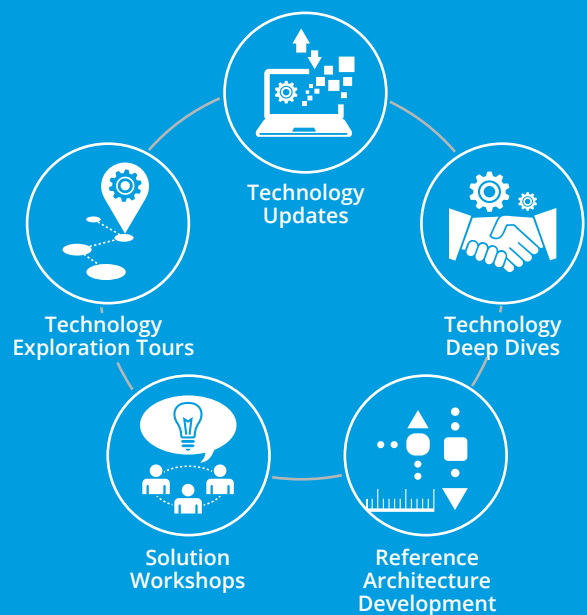 Technology
Updates
Technology
Deep Dives
Reference
Architecture
Development
Solution
Workshops
Technology
Exploration Tours